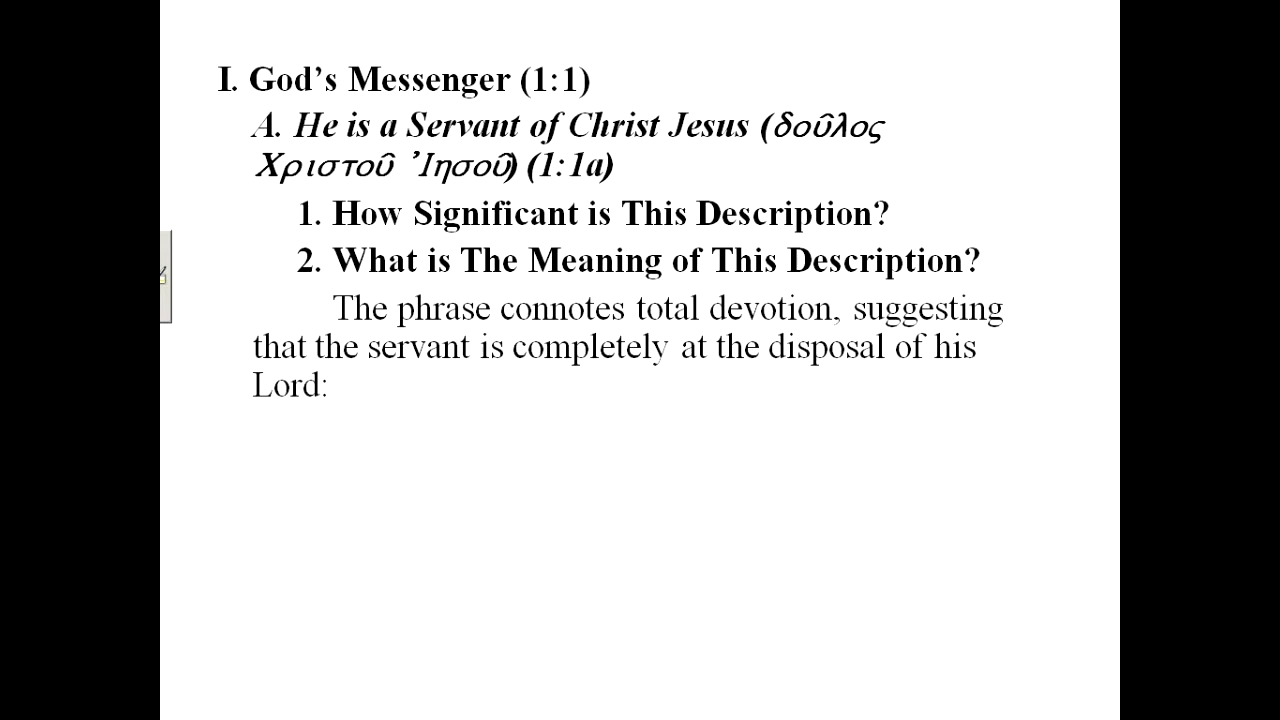 I. God’s Messenger (1:1)
A. He is a Servant of Christ Jesus (δοῦλος
Χριστοῦ Ἰησοῦ) (1:1a)
1. How Significant is This Description?
2. What is The Meaning of This Description?
The phrase connotes total devotion, suggesting
that the servant is completely at the disposal of his
Lord: